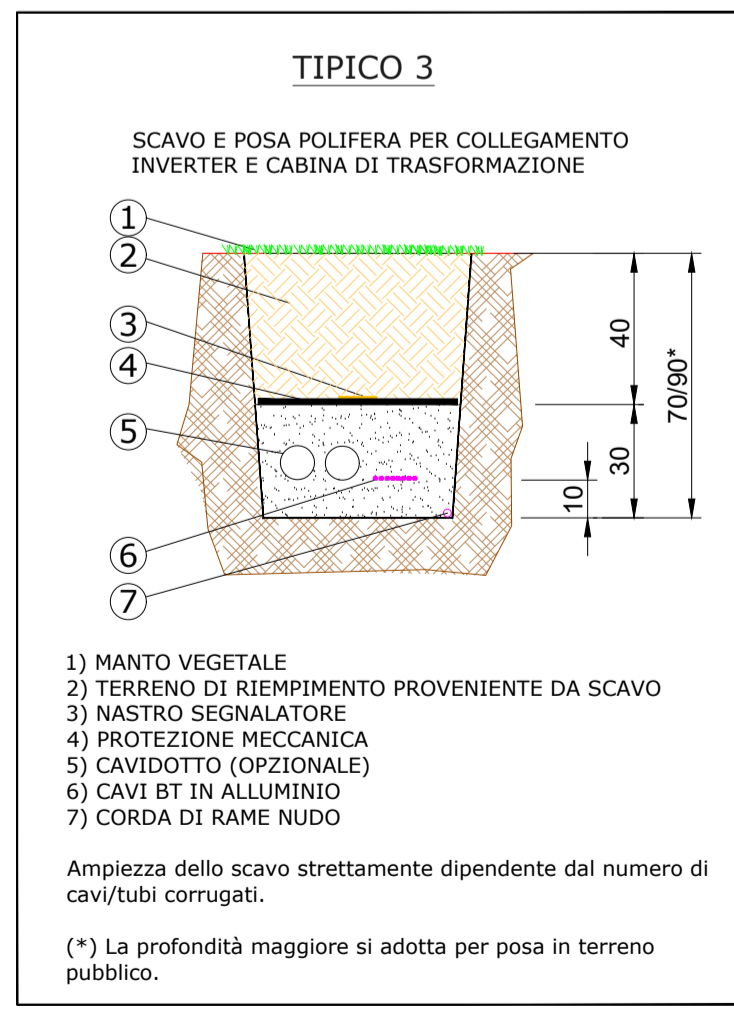 TIPICO 3
SCAVO E POSA POLIFERA PER COLLEGAMENTO
INVERTER E CABINA DI TRASFORMAZIONE
1
2
3
4
5
6
7
40
30
10
70/90*
1) MANTO VEGETALE
2) TERRENO DI RIEMPIMENTO PROVENIENTE DA SCAVO
3) NASTRO SEGNALATORE
4) PROTEZIONE MECCANICA
5) CAVIDOTTO (OPZIONALE)
6) CAVI BT IN ALLUMINIO
7) CORDA DI RAME NUDO
Ampiezza dello scavo strettamente dipendente dal numero di
cavi/tubi corrugati.
(*) La profondità maggiore si adotta per posa in terreno
pubblico.